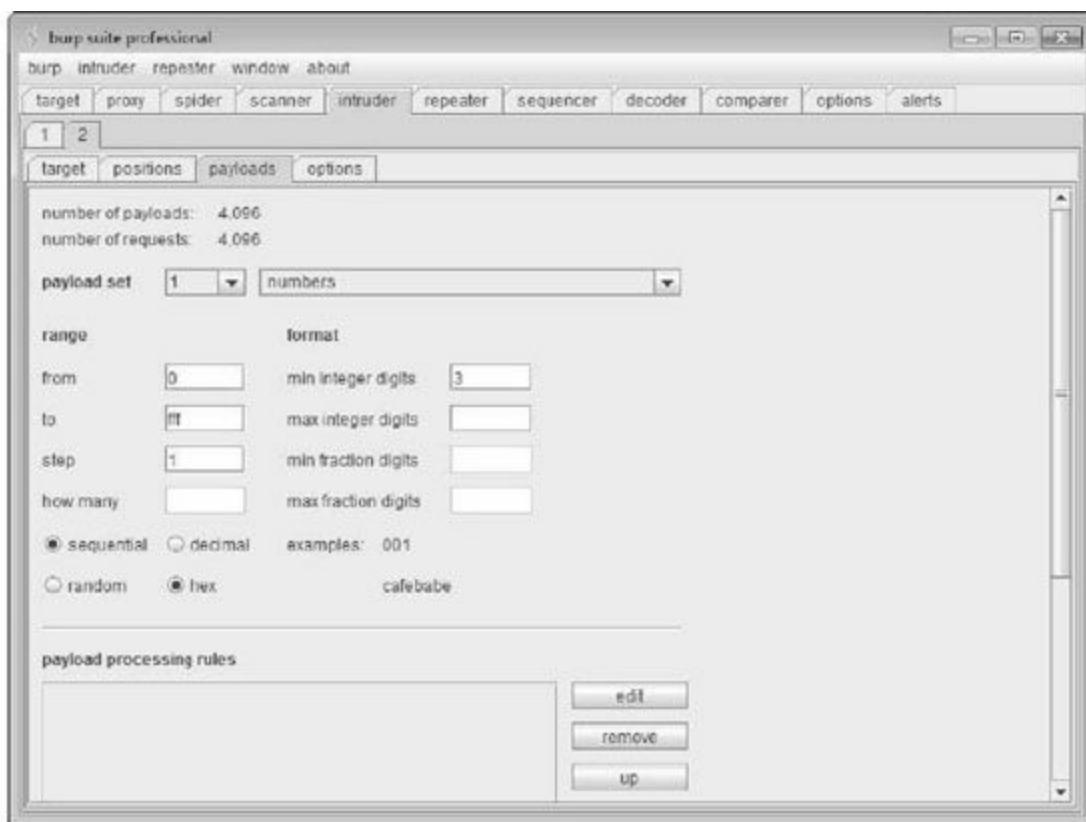 burp suite professional
burp intruder repeater window about
target proxy spider scanner intruder repeater sequencer decoder comparer options alerts
1 2
target positions payloads options
number of payloads: 4,096
number of requests: 4,096
payload set 1 numbers
range format
from 0 min integer digits 3
to fff max integer digits
step 1 min fraction digits
how many max fraction digits
sequential decimal examples: 001
random hex cafebabe
payload processing rules
edit
remove
up